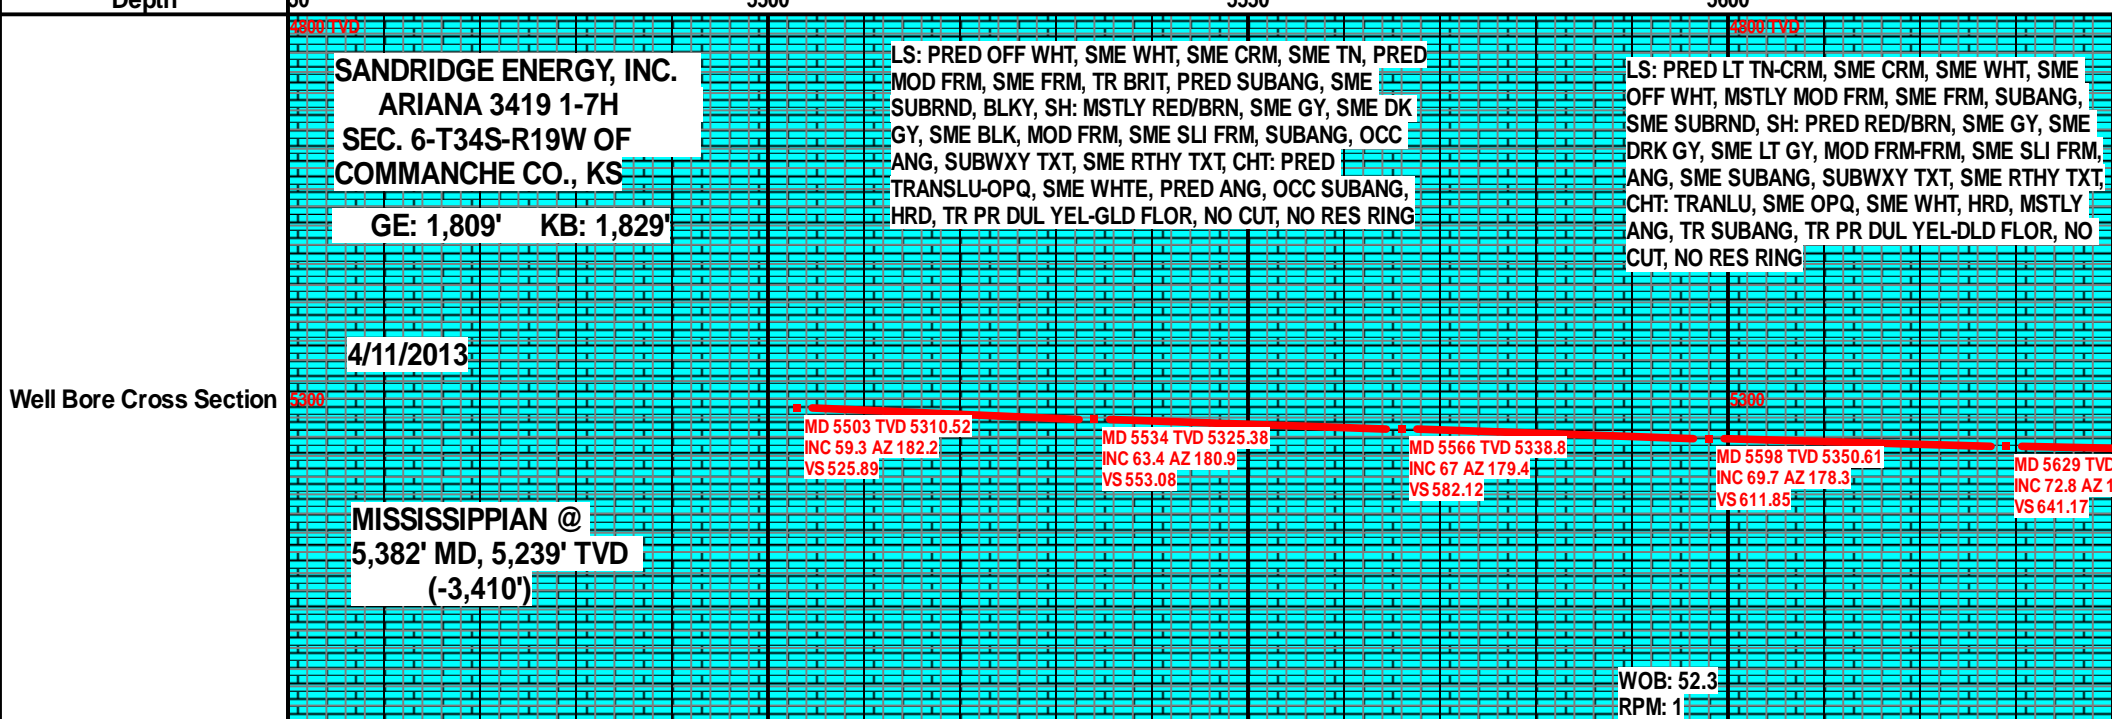 Depth
50
5500
5550
5600
4800 TVD
4800 TVD
SANDRIDGE ENERGY, INC.
ARIANA 3419 1-7H
SEC. 6-T34S-R19W OF
COMMANCHE CO., KS
GE: 1,809' KB: 1,829'
LS: PRED OFF WHT, SME WHT, SME CRM, SME TN, PRED
MOD FRM, SME FRM, TR BRIT, PRED SUBANG, SME
SUBRND, BLKY, SH: MSTLY RED/BRN, SME GY, SME DK
GY, SME BLK, MOD FRM, SME SLI FRM, SUBANG, OCC
ANG, SUBWXY TXT, SME RTHY TXT, CHT: PRED
TRANSLU-OPQ, SME WHTE, PRED ANG, OCC SUBANG,
HRD, TR PR DUL YEL-GLD FLOR, NO CUT, NO RES RING
LS: PRED LT TN-CRM, SME CRM, SME WHT, SME
OFF WHT, MSTLY MOD FRM, SME FRM, SUBANG,
SME SUBRND, SH: PRED RED/BRN, SME GY, SME
DRK GY, SME LT GY, MOD FRM-FRM, SME SLI FRM,
ANG, SME SUBANG, SUBWXY TXT, SME RTHY TXT,
CHT: TRANLU, SME OPQ, SME WHT, HRD, MSTLY
ANG, TR SUBANG, TR PR DUL YEL-DLD FLOR, NO
CUT, NO RES RING
4/11/2013
Well Bore Cross Section
5300
5300
MD 5503 TVD 5310.52
INC 59.3 AZ 182.2
VS 525.89
MD 5534 TVD 5325.38
INC 63.4 AZ 180.9
VS 553.08
MD 5566 TVD 5338.8
INC 67 AZ 179.4
VS 582.12
MD 5598 TVD 5350.61
INC 69.7 AZ 178.3
VS 611.85
MD 5629 TVD
INC 72.8 AZ 1
VS 641.17
MISSISSIPPIAN @
5,382' MD, 5,239' TVD
(-3,410')
WOB: 52.3
RPM: 1